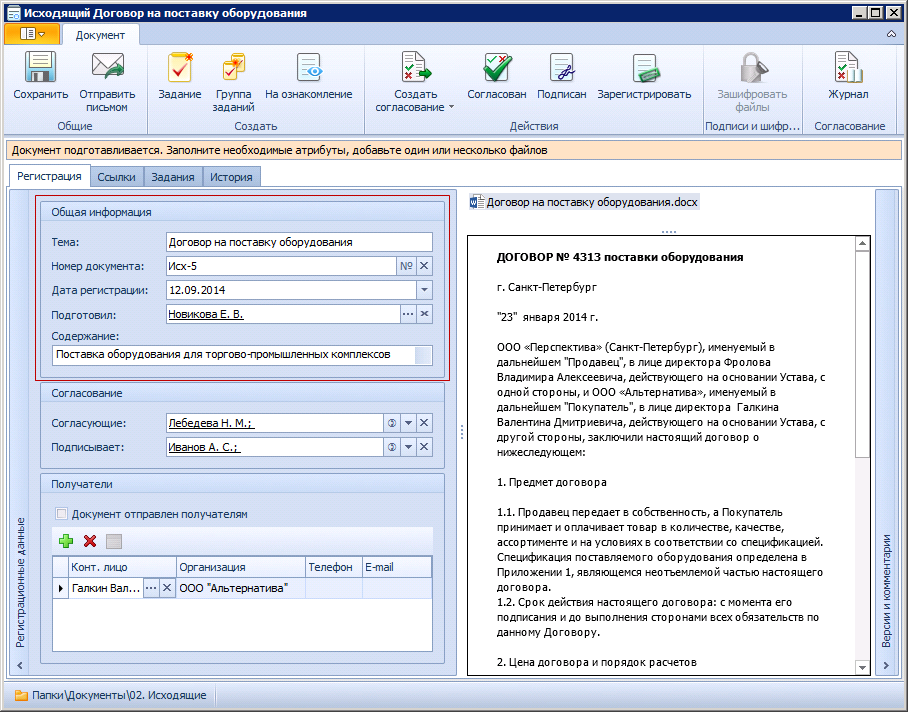 Исходящий Договор на поставку оборудования
Документ
Сохранить
Отправить
письмом
Общие
Задание
Группа
заданий
На ознакомление
Создать
Создать
согласование
Согласован
Подписан
Зарегистрировать
Действия
Зашифровать
файлы
Подписи и шифр...
Журнал
Согласование
Документ подготавливается. Заполните необходимые атрибуты, добавьте один или несколько файлов
Регистрация
Ссылки
Задания
История
Регистрационные данные
Общая информация
Тема:
Договор на поставку оборудования
Номер документа:
Исх-5
№
Дата регистрации:
12.09.2014
Подготовил:
Новикова Е. В.
Содержание:
Поставка оборудования для торгово-промышленных комплексов
Согласование
Согласующие:
Лебедева Н. М.;
Подписывает:
Иванов А. С.;
Получатели
Документ отправлен получателям
Конт. лицо
Организация
Телефон
E-mail
Галкин Вал...
ООО "Альтернатива"
Договор на поставку оборудования.docx
ДОГОВОР № 4313 поставки оборудования
г. Санкт-Петербург
"23" января 2014 г.
ООО «Перспектива» (Санкт-Петербург), именуемый в
дальнейшем "Продавец", в лице директора Фролова
Владимира Алексеевича, действующего на основании Устава, с
одной стороны, и ООО «Альтернатива», именуемый в
дальнейшем "Покупатель", в лице директора Галкина
Валентина Дмитриевича, действующего на основании Устава, с
другой стороны, заключили настоящий договор о
нижеследующем:
1. Предмет договора
1.1. Продавец передает в собственность, а Покупатель
принимает и оплачивает товар в количестве, качестве,
ассортименте и на условиях в соответствии со спецификацией.
Спецификация поставляемого оборудования определена в
Приложении 1, являющемся неотъемлемой частью настоящего
договора.
1.2. Срок действия настоящего договора: с момента его
подписания и до выполнения сторонами всех обязательств по
данному Договору.
2. Цена договора и порядок расчетов
Версии и комментарии
Папки\Документы\02. Исходящие